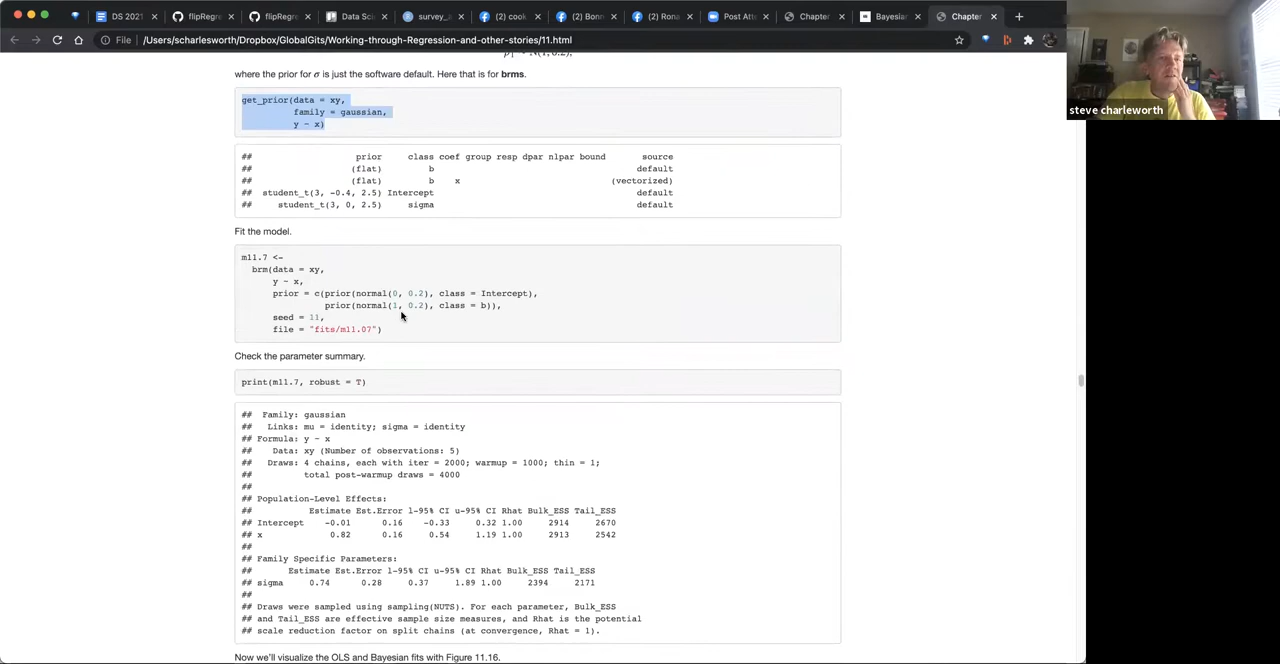 DS 2021
flipRegre
flipRegre
Data Sci
survey_a
(2) cook
(2) Bonn
(2) Rona
Post Att
Chapter
Bayesian
Chapter
File | /Users/scharlesworth/Dropbox/GlobalGits/Working-through-Regression-and-other-stories/11.html
steve charleworth
where the prior for σ is just the software default. Here that is for brms.
get_prior(data = xy,
family = gaussian,
y ~ x)
## prior class coef group resp dpar nlpar bound source
## (flat) b default
## (flat) b x (vectorized)
## student_t(3, -0.4, 2.5) Intercept default
## student_t(3, 0, 2.5) sigma default
Fit the model.
m11.7 <-
brm(data = xy,
y ~ x,
prior = c(prior(normal(0, 0.2), class = Intercept),
prior(normal(1, 0.2), class = b)),
seed = 11,
file = "fits/m11.07")
Check the parameter summary.
print(m11.7, robust = T)
## Family: gaussian
## Links: mu = identity; sigma = identity
## Formula: y ~ x
## Data: xy (Number of observations: 5)
## Draws: 4 chains, each with iter = 2000; warmup = 1000; thin = 1;
## total post-warmup draws = 4000
##
## Population-Level Effects:
## Estimate Est.Error l-95% CI u-95% CI Rhat Bulk_ESS Tail_ESS
## Intercept -0.01 0.16 -0.33 0.32 1.00 2914 2670
## x 0.82 0.16 0.54 1.19 1.00 2913 2542
##
## Family Specific Parameters:
## Estimate Est.Error l-95% CI u-95% CI Rhat Bulk_ESS Tail_ESS
## sigma 0.74 0.28 0.37 1.89 1.00 2394 2171
##
## Draws were sampled using sampling(NUTS). For each parameter, Bulk_ESS
## and Tail_ESS are effective sample size measures, and Rhat is the potential
## scale reduction factor on split chains (at convergence, Rhat = 1).
Now we'll visualize the OLS and Bayesian fits with Figure 11.16.